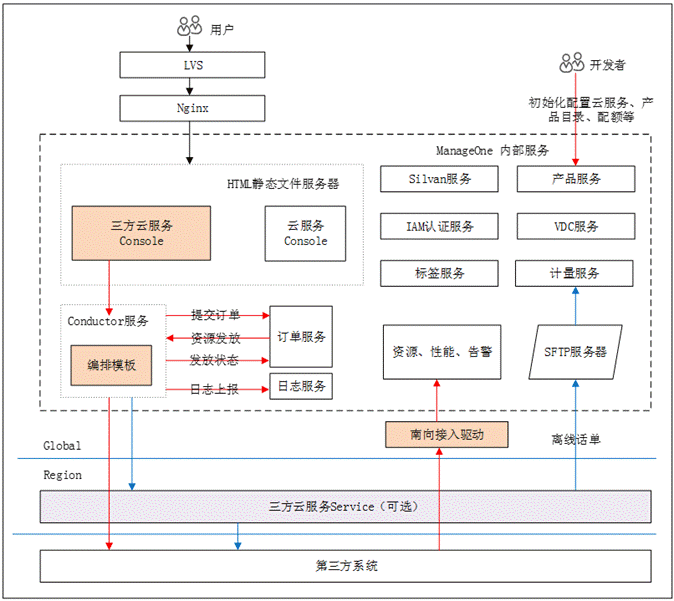 用户
LVS
Nginx
开发者
初始化配置云服务、产
品目录、配额等
ManageOne 内部服务
HTML静态文件服务器
三方云服务
Console
云服务
Console
Silvan服务
产品服务
IAM认证服务
VDC服务
标签服务
计量服务
Conductor服务
编排模板
提交订单
资源发放
发放状态
日志上报
订单服务
日志服务
资源、性能、告警
SFTP服务器
南向接入驱动
离线话单
Global
Region
三方云服务Service（可选）
第三方系统